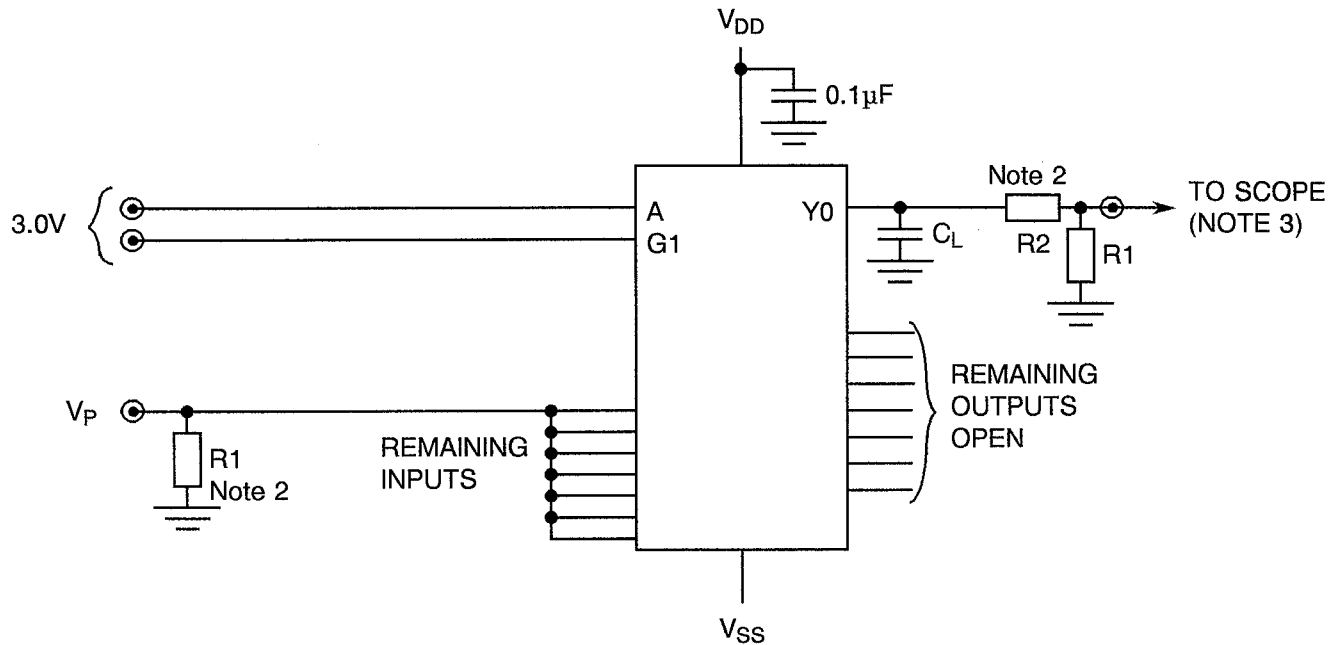 VDD
0.1µF
3.0V
A
G1
Y0
CL
Note 2
R2
R1
TO SCOPE
(NOTE 3)
VP
R1
Note 2
REMAINING
INPUTS
REMAINING
OUTPUTS
OPEN
VSS